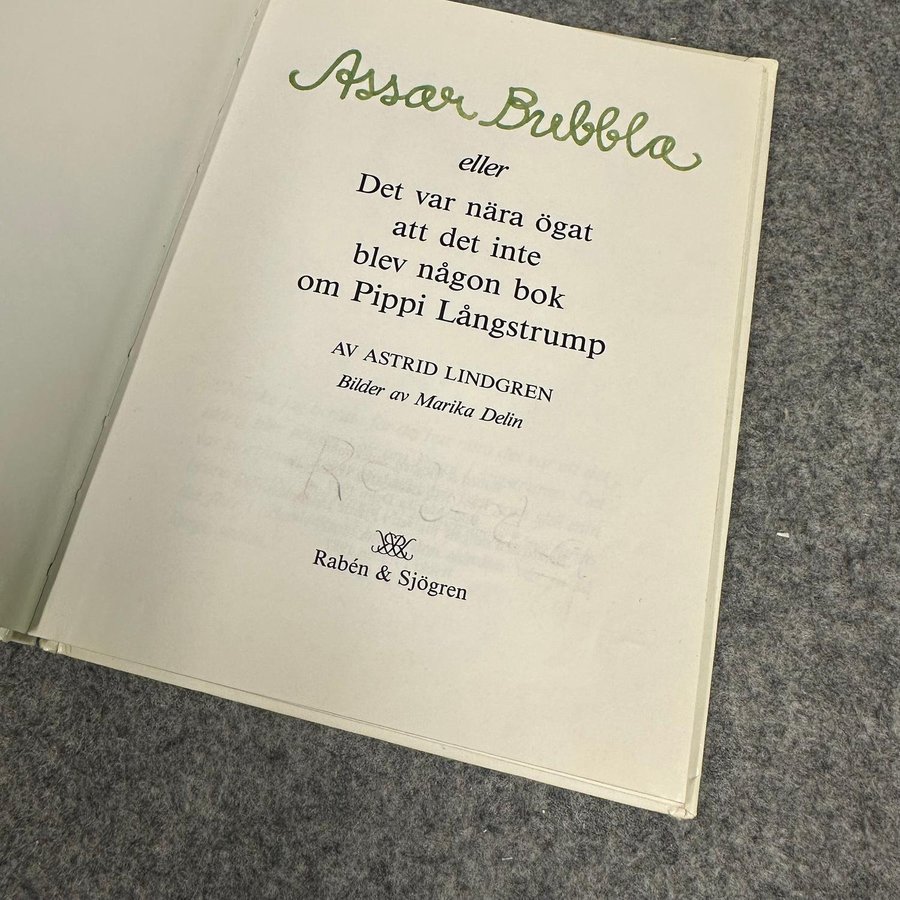 Assar Bubbla
eller
Det var nära ögat
att det inte
blev någon bok
om Pippi Långstrump
AV ASTRID LINDGREN
Bilder av Marika Delin
Rabén & Sjögren